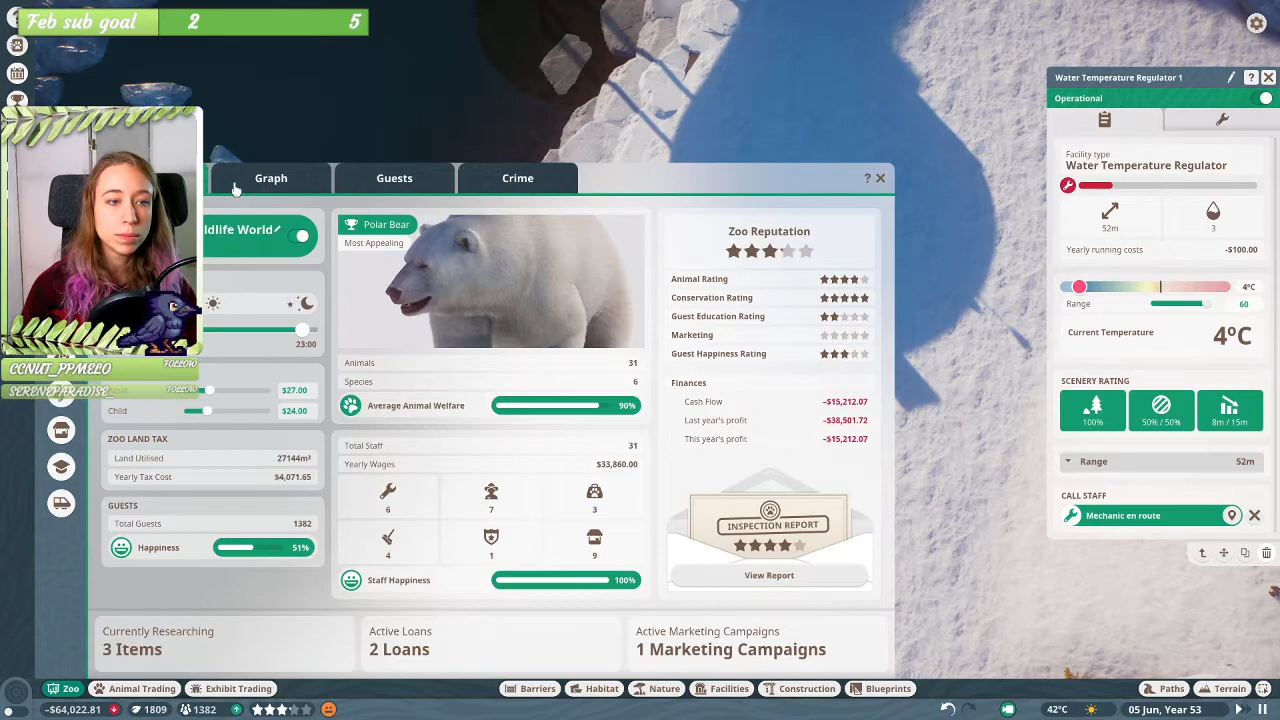 Feb sub goal 2 5
Water Temperature Regulator 1
Operational
Graph
Guests
Crime
?
ldlife World
Polar Bear
Most Appealing
Zoo Reputation
Facility type
Water Temperature Regulator
52m
3
Yearly running costs
-$100.00
Animal Rating
Conservation Rating
Guest Education Rating
Marketing
Guest Happiness Rating
4°C
Range
60
Current Temperature
4°C
23:00
CCNUT_PPMELO
FOLLOW
SERENEPARADISE_
FOLLOW
$27.00
Child
$24.00
Animals
31
Species
6
Average Animal Welfare
90%
Finances
Cash Flow
-$15,212.07
Last year's profit
-$38,501.72
This year's profit
-$15,212.07
SCENERY RATING
100%
50% / 50%
8m / 15m
ZOO LAND TAX
Land Utilised
27144m²
Yearly Tax Cost
$4,071.65
Total Staff
31
Yearly Wages
$33,860.00
6
7
3
4
1
9
Staff Happiness
100%
GUESTS
Total Guests
1382
Happiness
51%
INSPECTION REPORT
View Report
Range
52m
CALL STAFF
Mechanic en route
Currently Researching
3 Items
Active Loans
2 Loans
Active Marketing Campaigns
1 Marketing Campaigns
Zoo
Animal Trading
Exhibit Trading
Barriers
Habitat
Nature
Facilities
Construction
Blueprints
Paths
Terrain
-$64,022.81
1809
1382
42°C
05 Jun, Year 53